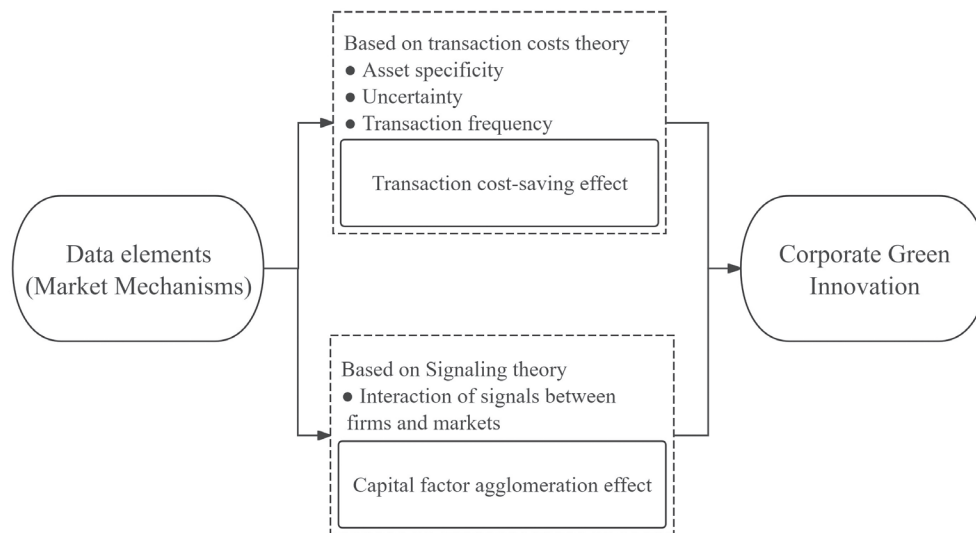 Based on transaction costs theory
● Asset specificity
● Uncertainty
● Transaction frequency
Transaction cost-saving effect
Data elements
(Market Mechanisms)
Corporate Green
Innovation
Based on Signaling theory
● Interaction of signals between
firms and markets
Capital factor agglomeration effect